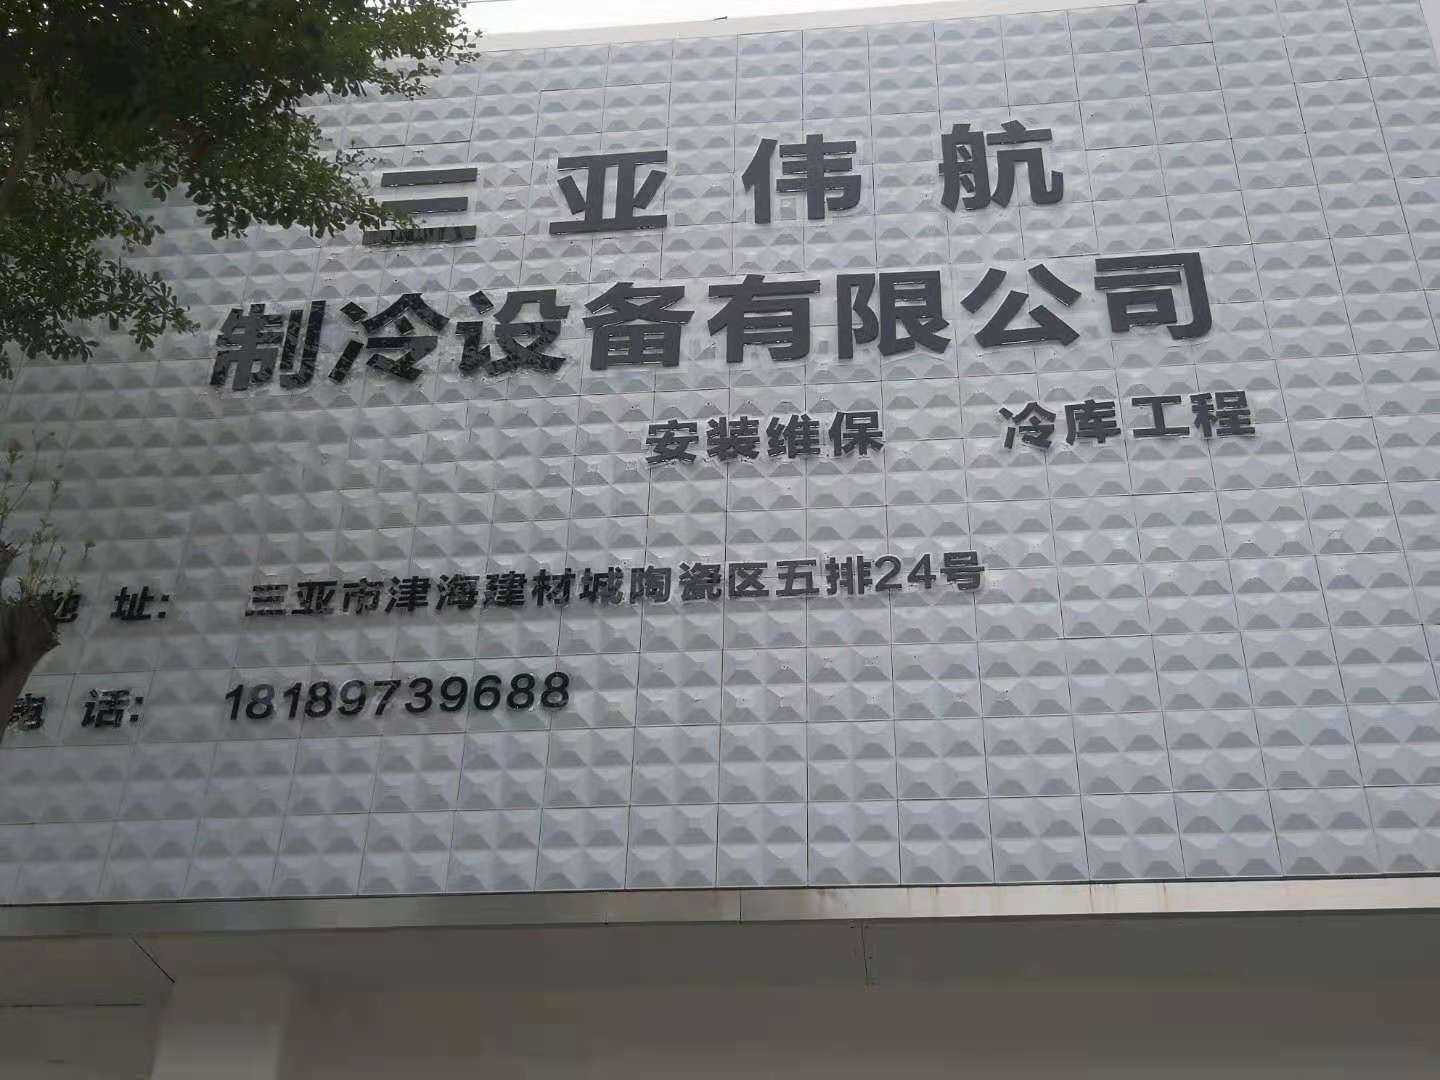 三亚伟航
制冷设备有限公司
安装维保 冷库工程
地址: 三亚市津海建材城陶瓷区五排24号
电话: 18189739688